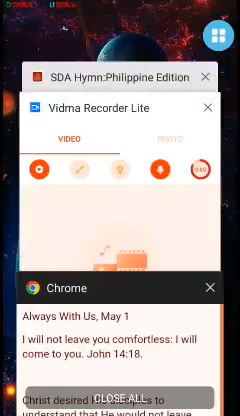 SDA Hymn:Philippine Edition
Vidma Recorder Lite
VIDEO
PHOTO
Chrome
Always With Us, May 1
I will not leave you comfortless: I will
come to you. John 14:18.
CLOSE ALL
Christ desired
to
understand that He would not leave